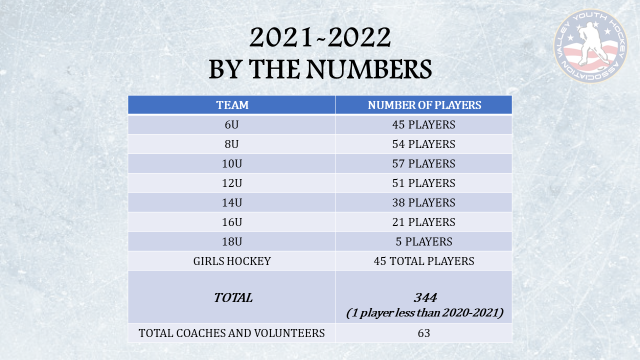 2021~2022
BY THE NUMBERS
VALLEY YOUTH HOCKEY
ASSOCIATION
TEAM NUMBER OF PLAYERS
6U 45 PLAYERS
8U 54 PLAYERS
10U 57 PLAYERS
12U 51 PLAYERS
14U 38 PLAYERS
16U 21 PLAYERS
18U 5 PLAYERS
GIRLS HOCKEY 45 TOTAL PLAYERS
TOTAL 344
(1 player less than 2020-2021)
TOTAL COACHES AND VOLUNTEERS 63